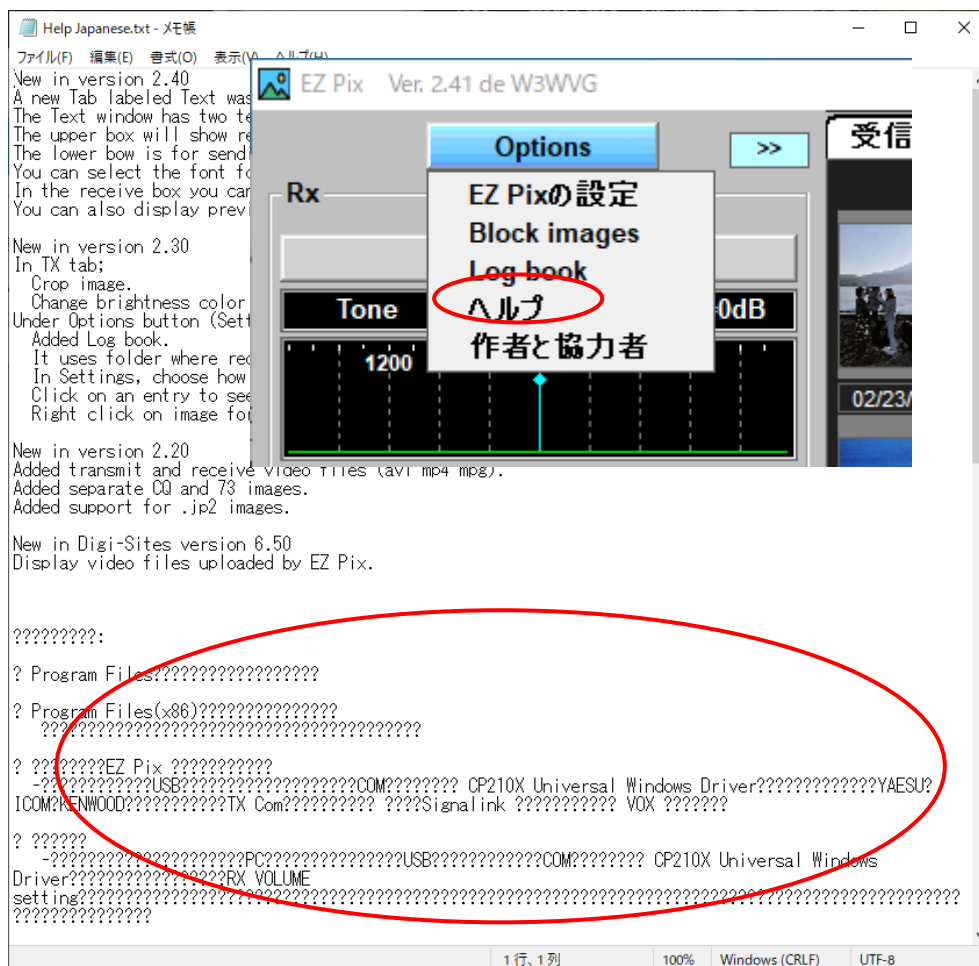 Help Japanese.txt - メモ帳
ファイル(F) 編集(E) 書式(O) 表示(V) ヘルプ(H)
New in version 2.40
A new Tab labeled Text was
The Text window has two te
The upper box will show re
The lower bow is for sendi
You can select the font fo
In the receive box you can
You can also display previ
New in version 2.30
In TX tab;
Crop image.
Change brightness color
Under Options button (Sett
Added Log book.
It uses folder where rec
In Settings, choose how
Click on an entry to see
Right click on image for
New in version 2.20
Added transmit and receive video files (avi mp4 mpg).
Added separate CQ and 73 images.
Added support for .jp2 images.
New in Digi-Sites version 6.50
Display video files uploaded by EZ Pix.
?????????:
? Program Files??????????????????
? Program Files(x86)???????????????
?????????????????????????????????????????
? ????????EZ Pix ???????????
-????????????USB???????????????????COM???????? CP210X Universal Windows Driver?????????????YAESU?
ICOM?KENWOOD???????????TX Com?????????? ????Signalink ??????????? VOX ???????
? ??????
-?????????????????????PC???????????????USB????????????COM???????? CP210X Universal Windows
Driver?????????????????RX VOLUME
setting????????????????????????????????????????????????????????????????????????????????????????????????
???????????????
EZ Pix Ver. 2.41 de W3WVG
Options
>>
受信
Rx
EZ Pixの設定
Block images
Log book
ヘルプ
作者と協力者
Tone
0dB
1200
02/23/
1行、1列
100%
Windows (CRLF)
UTF-8